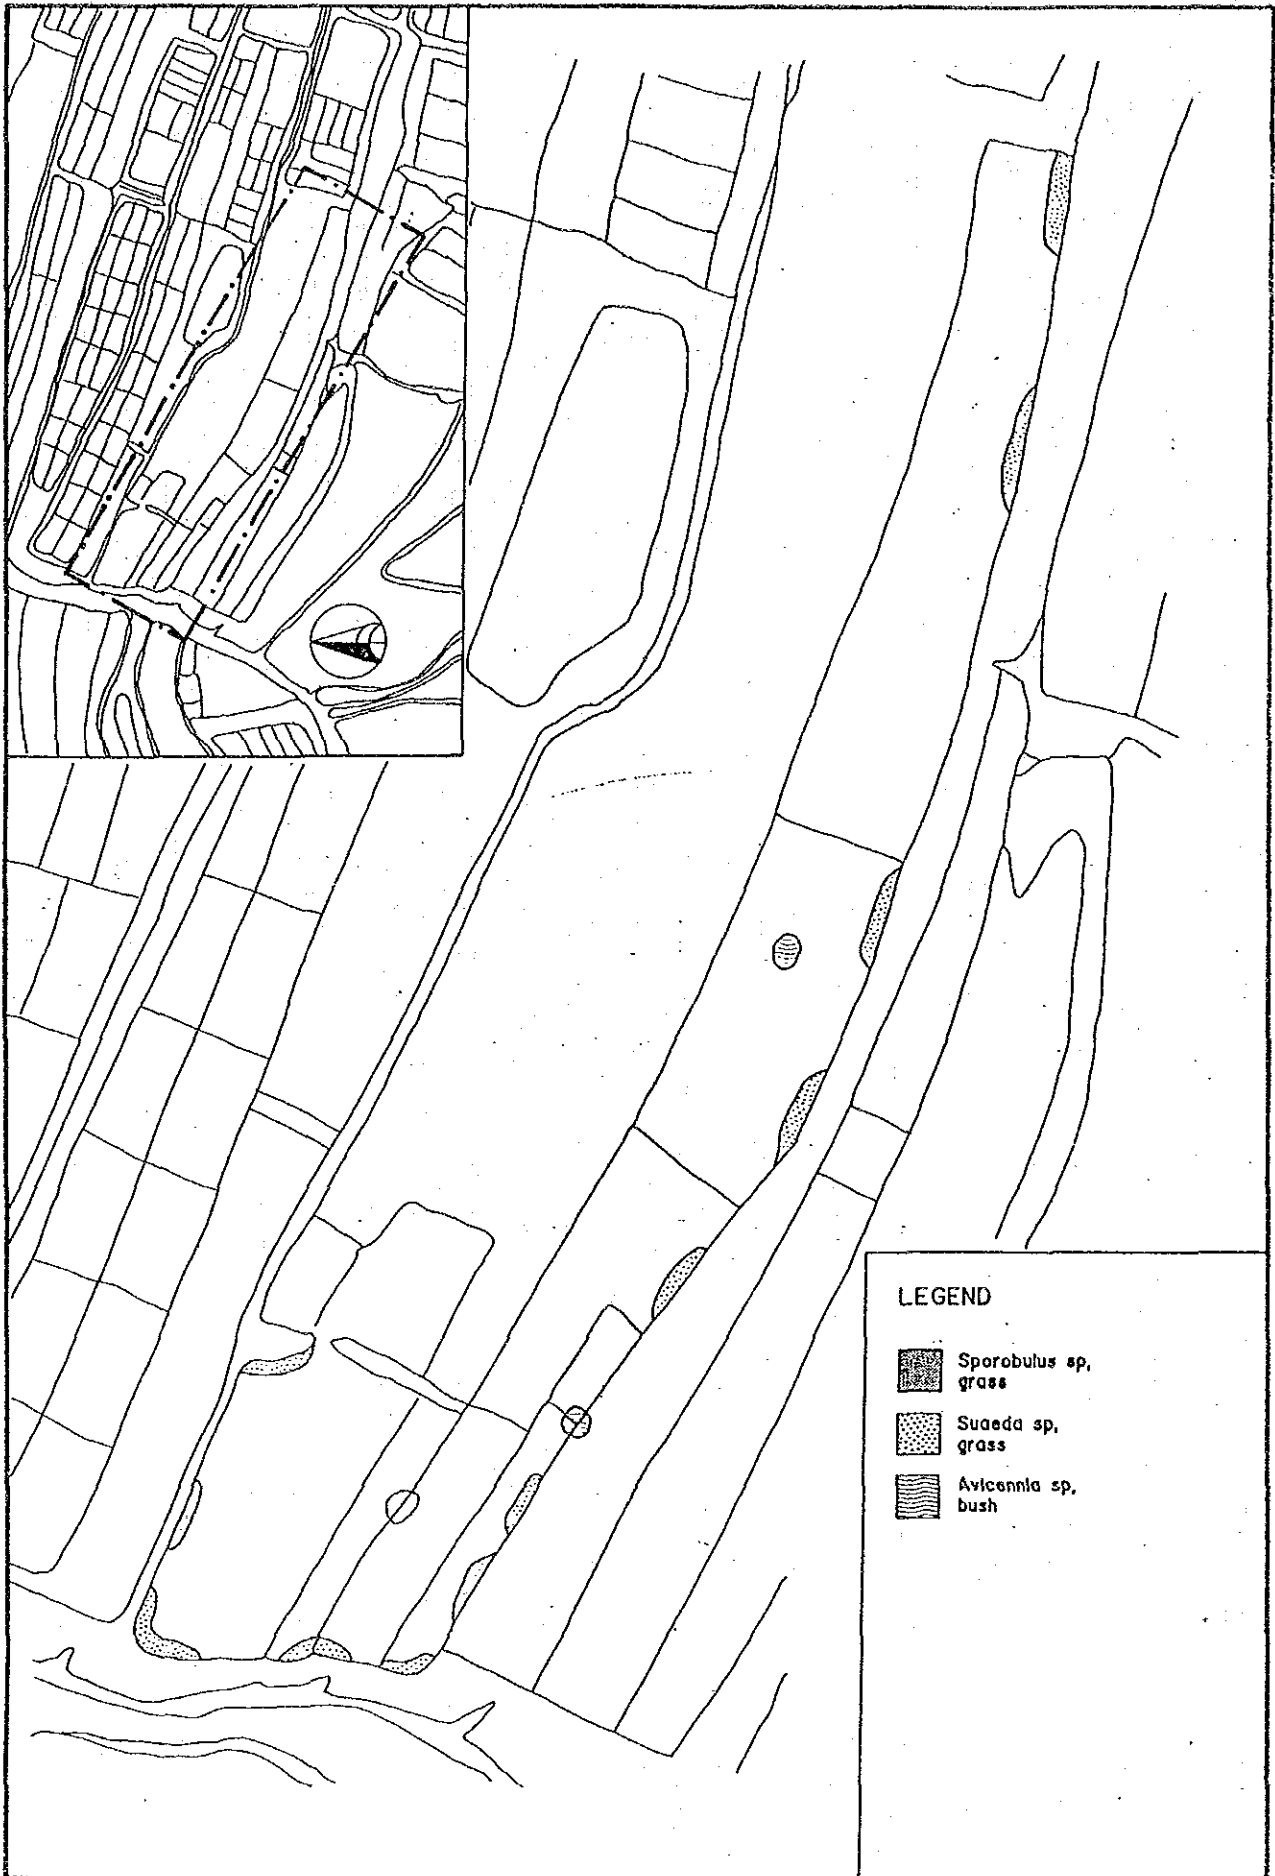 LEGEND
Sporobulus sp,
grass
Suaeda sp,
grass
Avicennia sp,
bush